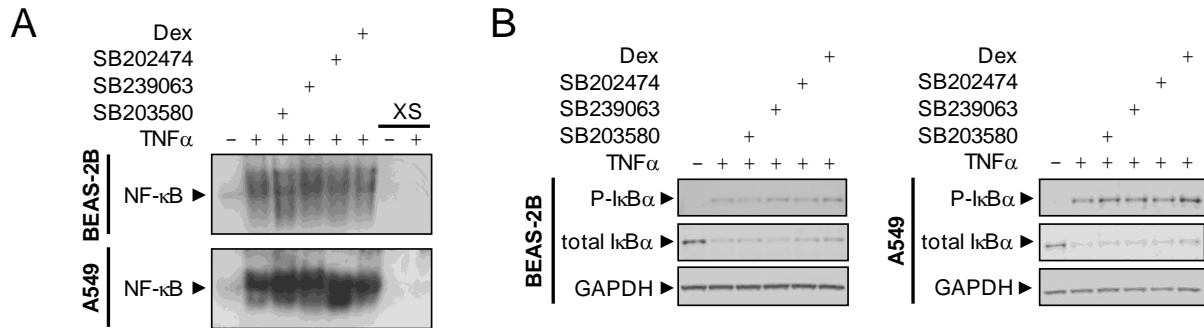 A
Dex +
SB202474 +
SB239063 +
SB203580 + XS
TNFα – + + + + + – +
BEAS-2B
NF-κB ►
A549
NF-κB ►
B
Dex +
SB202474 +
SB239063 +
SB203580 +
TNFα
– + + + + +
BEAS-2B
P-IκBα ►
total IκBα ►
GAPDH ►
Dex +
SB202474 +
SB239063 +
SB203580 +
TNFα
– + + + + +
A549
P-IκBα ►
total IκBα ►
GAPDH ►